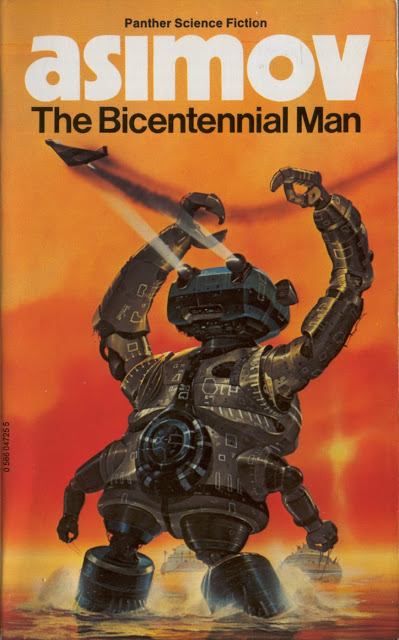 Panther Science Fiction
asimov
The Bicentennial Man
0 586 04725 5